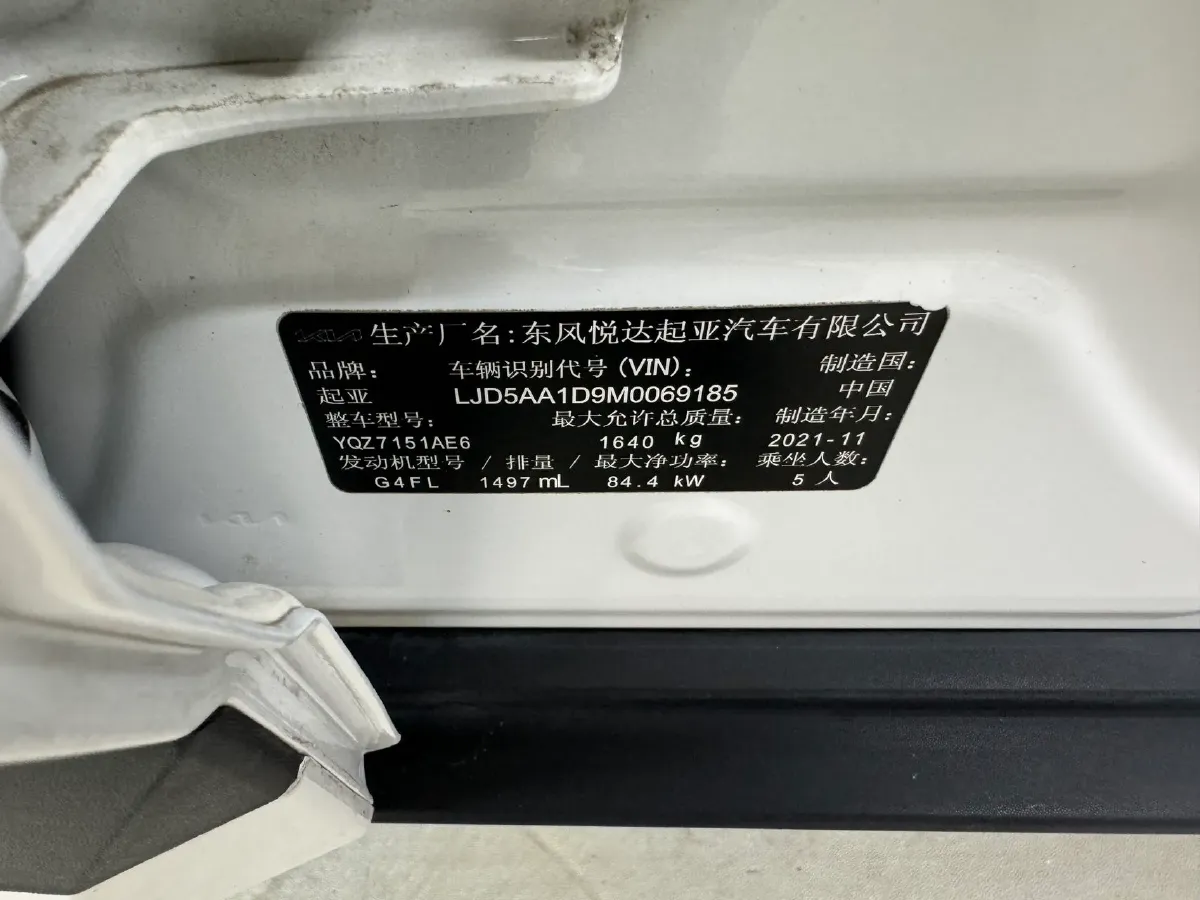 KIA 生产厂名:东风悦达起亚汽车有限公司
品牌: 车辆识别代号(VIN): 制造国:
起亚 LJD5AA1D9M0069185 中国
整车型号: 最大允许总质量: 制造年月:
YQZ7151AE6 1640 kg 2021-11
发动机型号 / 排量 / 最大净功率: 乘坐人数:
G4FL 1497 mL 84.4 kW 5 人
KIA